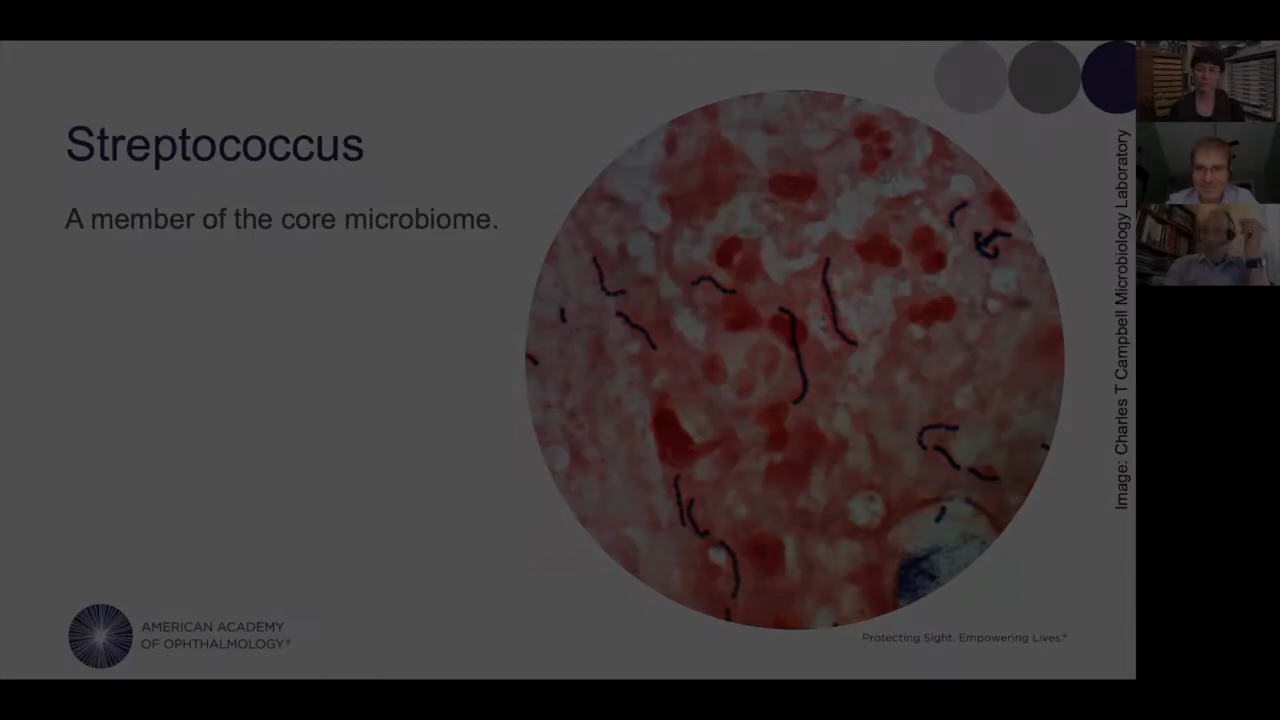 Streptococcus
A member of the core microbiome.
Image: Charles T Campbell Microbiology Laboratory
AMERICAN ACADEMY
OF OPHTHALMOLOGY®
Protecting Sight. Empowering Lives.®